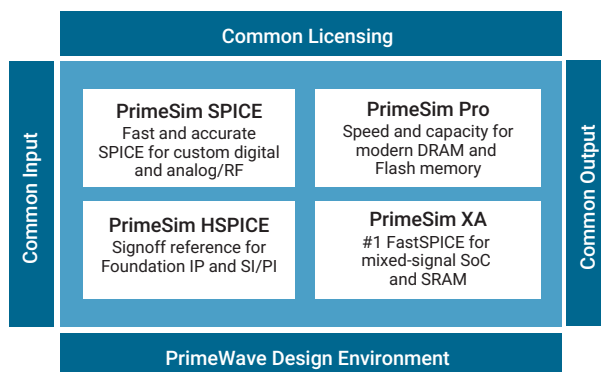 Common Licensing
Common Input
PrimeSim SPICE
Fast and accurate
SPICE for custom digital
and analog/RF
PrimeSim Pro
Speed and capacity for
modern DRAM and
Flash memory
PrimeSim HSPICE
Signoff reference for
Foundation IP and SI/PI
PrimeSim XA
#1 FastSPICE for
mixed-signal SoC
and SRAM
Common Output
PrimeWave Design Environment